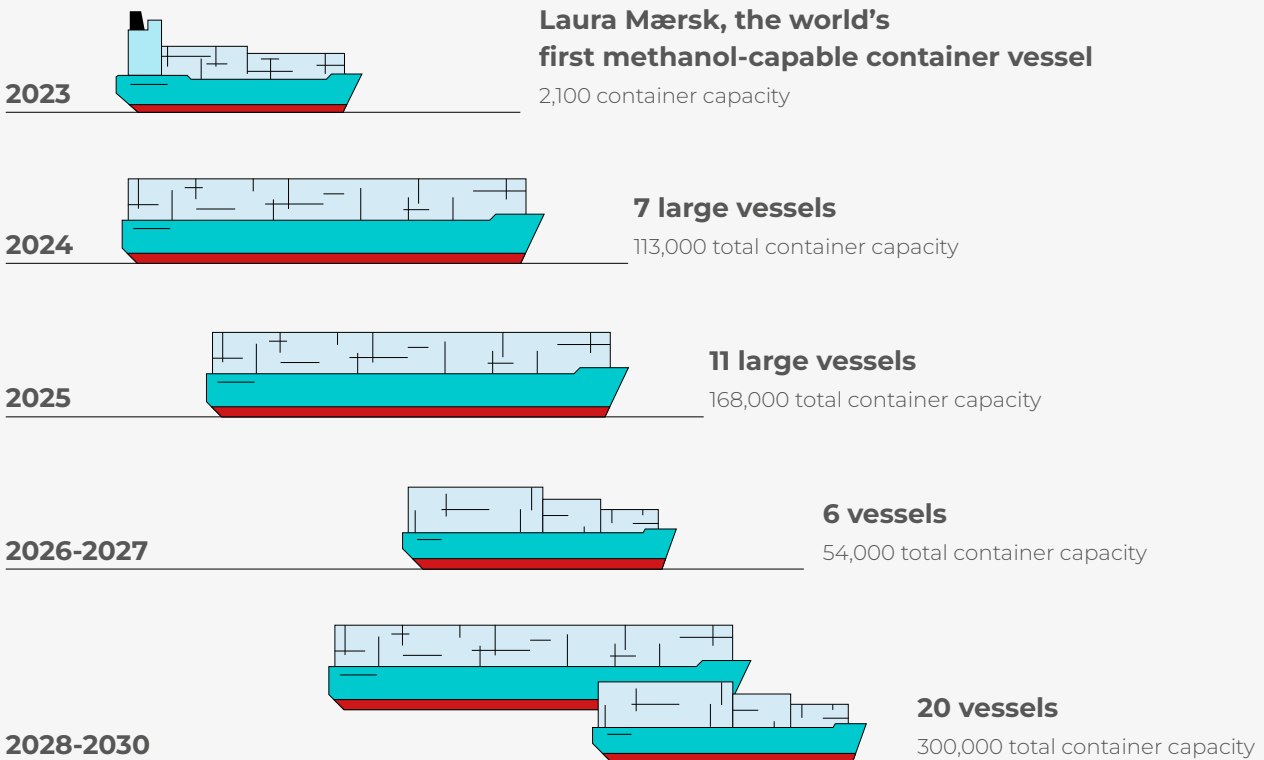 Laura Mærsk, the world's
first methanol-capable container vessel
2023
2,100 container capacity
7 large vessels
2024
113,000 total container capacity
11 large vessels
2025
168,000 total container capacity
6 vessels
2026-2027
54,000 total container capacity
20 vessels
2028-2030
300,000 total container capacity